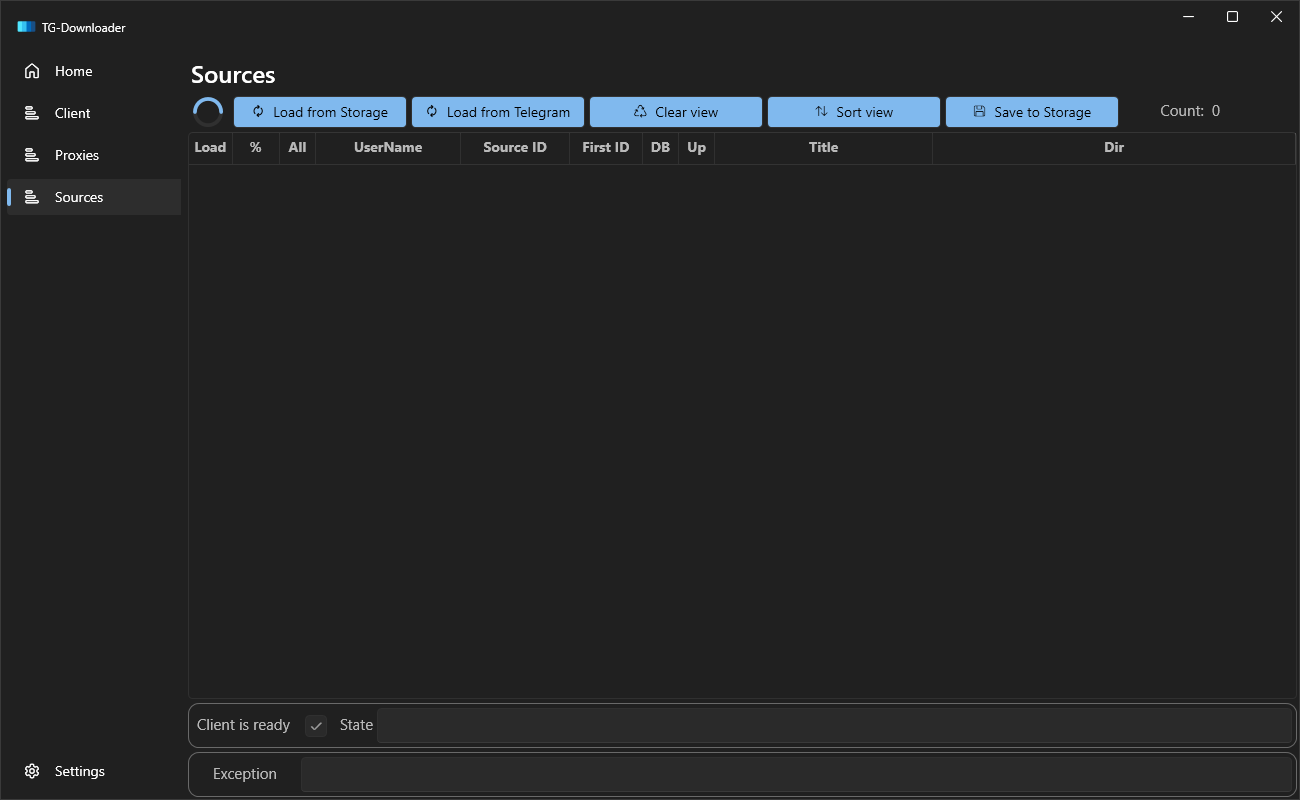 TG-Downloader
Home
Client
Proxies
Sources
Settings
Sources
Load from Storage Load from Telegram Clear view Sort view Save to Storage Count: 0
Load % All UserName Source ID First ID DB Up Title Dir
Client is ready State
Exception